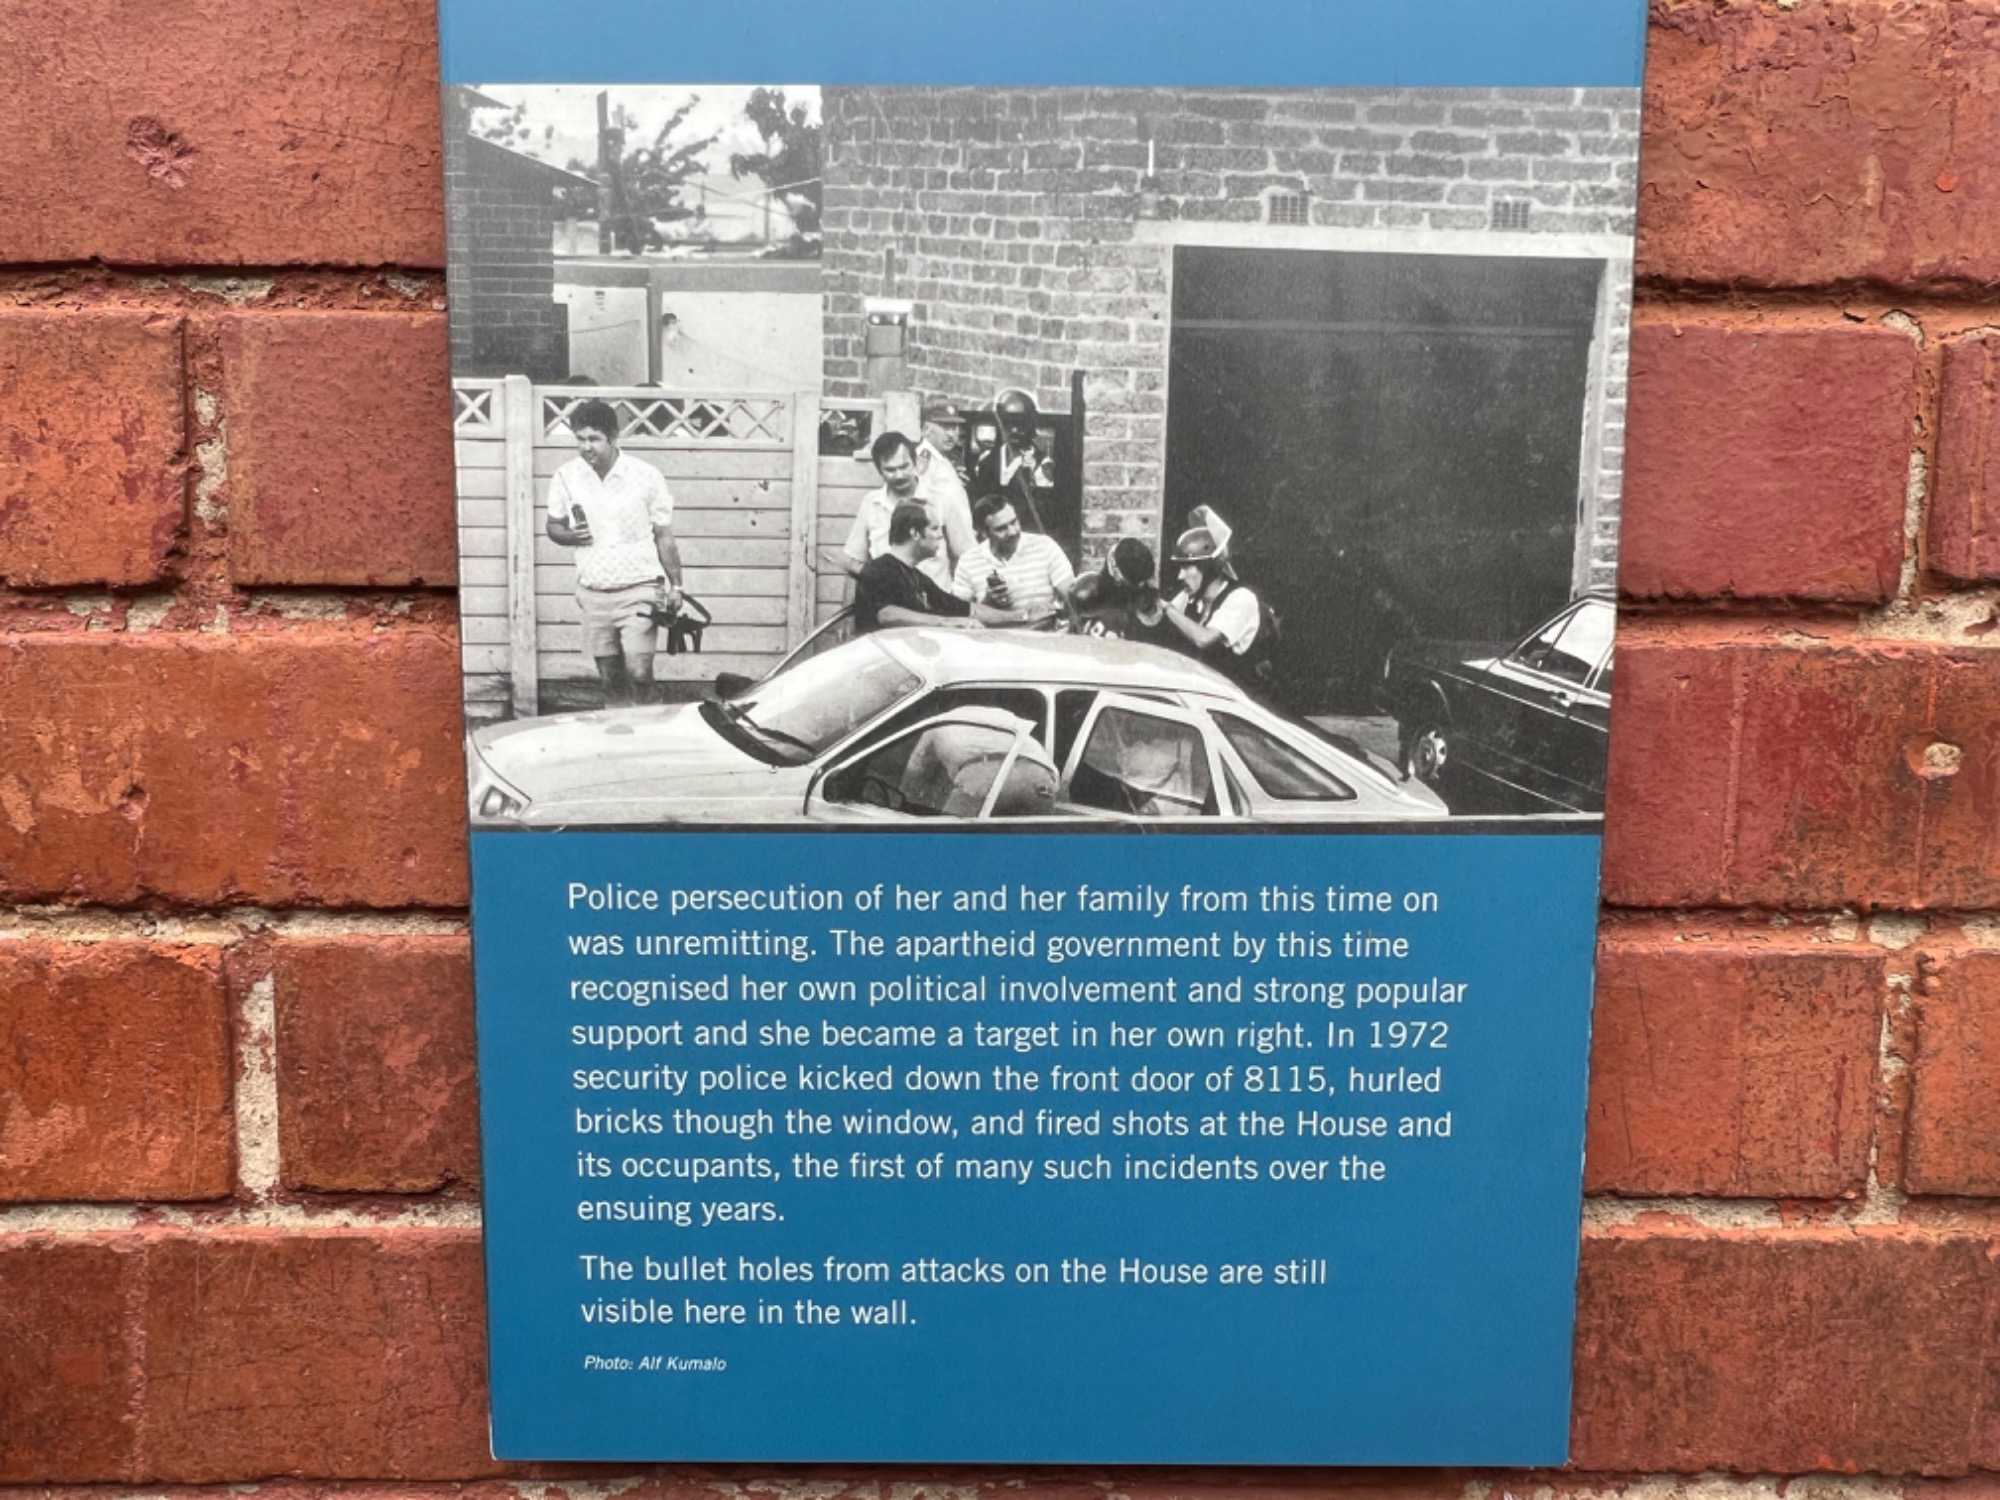 Police persecution of her and her family from this time on
was unremitting. The apartheid government by this time
recognised her own political involvement and strong popular
support and she became a target in her own right. In 1972
security police kicked down the front door of 8115, hurled
bricks though the window, and fired shots at the House and
its occupants, the first of many such incidents over the
ensuing years.
The bullet holes from attacks on the House are still
visible here in the wall.
Photo: Alf Kumalo